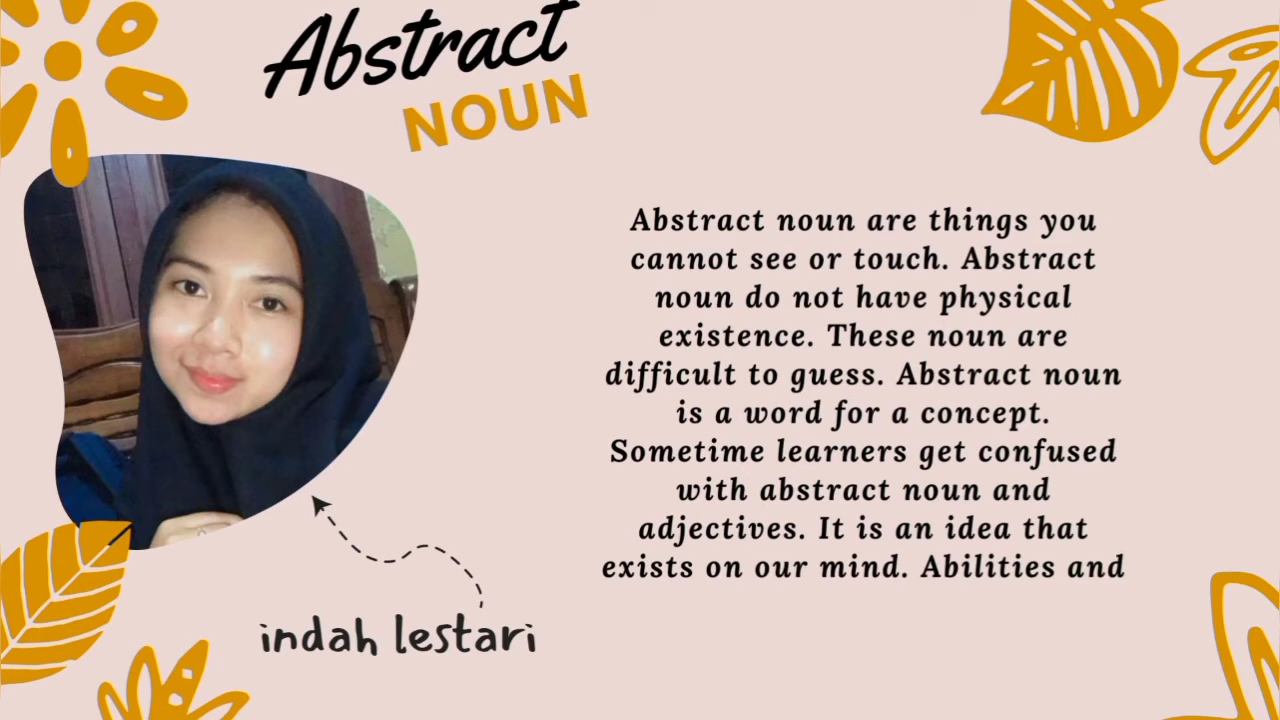 Abstract
NOUN
Abstract noun are things you
cannot see or touch. Abstract
noun do not have physical
existence. These noun are
difficult to guess. Abstract noun
is a word for a concept.
Sometime learners get confused
with abstract noun and
adjectives. It is an idea that
exists on our mind. Abilities and
indah lestari